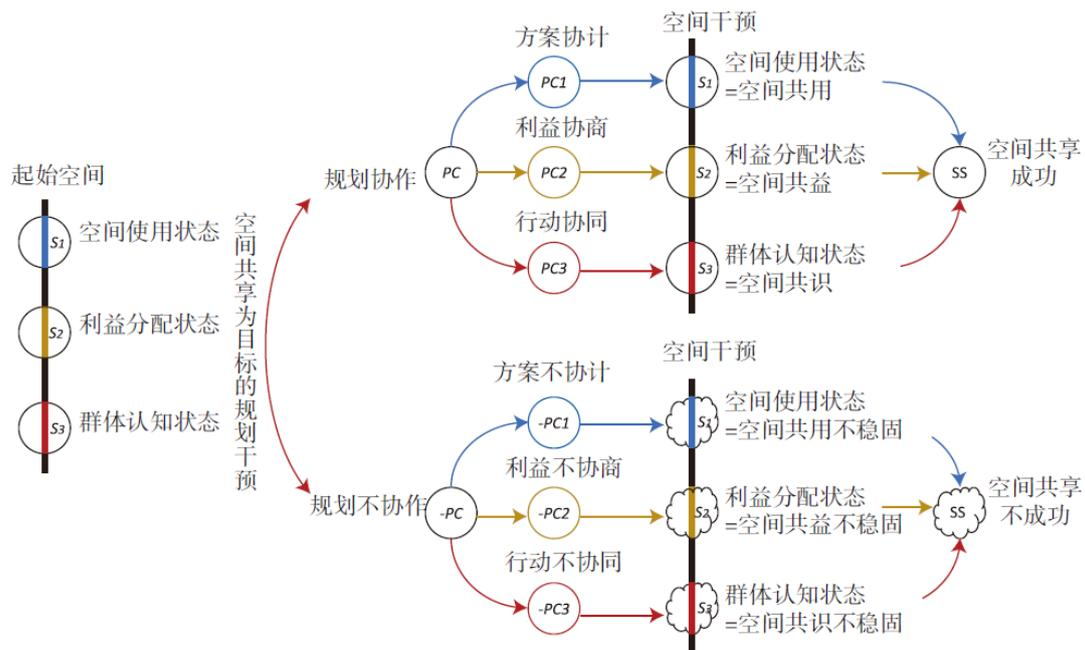 起始空间
S1
空间使用状态
S2
利益分配状态
S3
群体认知状态
空间共享为目标的规划干预
规划协作
PC
方案协计
PC1
利益协商
PC2
行动协同
PC3
空间干预
S1
空间使用状态
=空间共用
S2
利益分配状态
=空间共益
S3
群体认知状态
=空间共识
SS
空间共享
成功
规划不协作
-PC
方案不协计
-PC1
利益不协商
-PC2
行动不协同
-PC3
空间干预
S1
空间使用状态
=空间共用不稳固
S2
利益分配状态
=空间共益不稳固
S3
群体认知状态
=空间共识不稳固
SS
空间共享
不成功